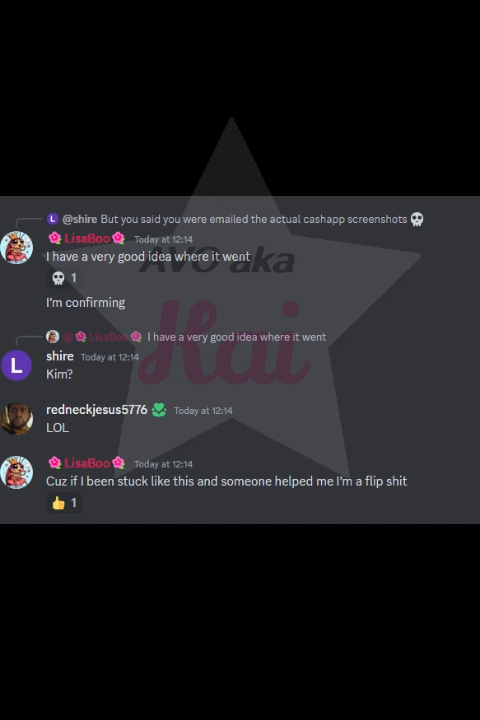 @shire But you said you were emailed the actual cashapp screenshots 💀
🌺 LisaBoo 🌺 Today at 12:14
I have a very good idea where it went
💀 1
I'm confirming
@🌺 LisaBoo 🌺 I have a very good idea where it went
shire Today at 12:14
Kim?
redneckjesus5776 Today at 12:14
LOL
🌺 LisaBoo 🌺 Today at 12:14
Cuz if I been stuck like this and someone helped me I'm a flip shit
👍 1
AVO aka
Kai
L
L